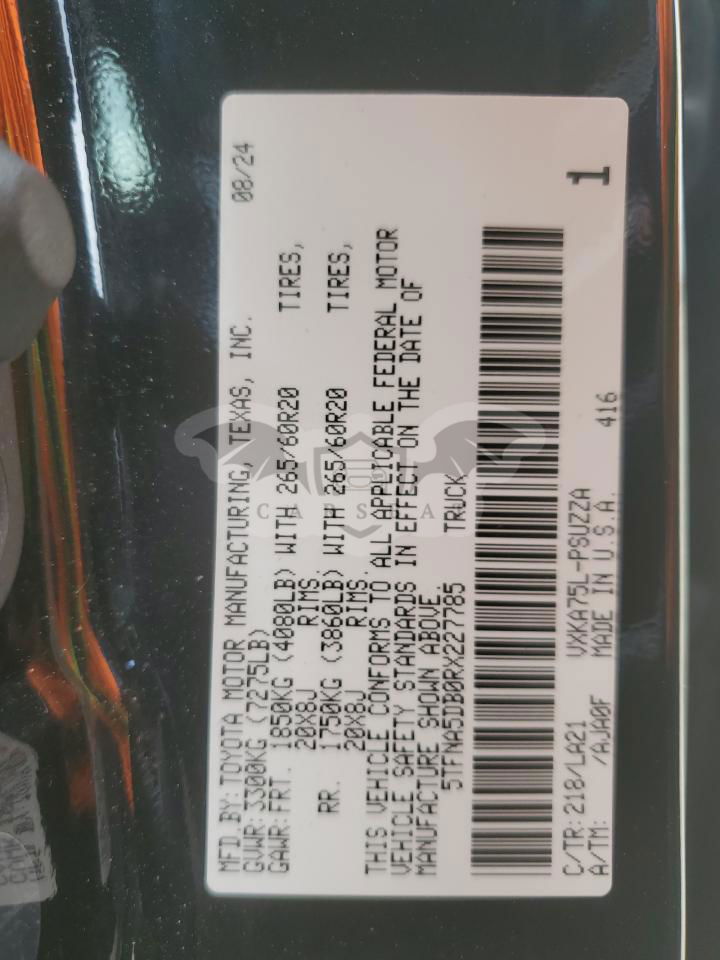 MFD.BY: TOYOTA MOTOR MANUFACTURING, TEXAS, INC. 08/24
GVWR: 3300KG (7275LB)
GAWR: FRT. 1850KG (4080LB) WITH 265/60R20 TIRES,
20X8J RIMS.
RR. 1750KG (3860LB) WITH 265/60R20 TIRES,
20X8J RIMS.
THIS VEHICLE CONFORMS TO ALL APPLICABLE FEDERAL MOTOR
VEHICLE SAFETY STANDARDS IN EFFECT ON THE DATE OF
MANUFACTURE SHOWN ABOVE.
5TFNA5DB0RX227785 TRUCK
1
C/TR: 218/LA21 VXKA75L-PSUZZA
A/TM: /AJA0F MADE IN U.S.A. 416